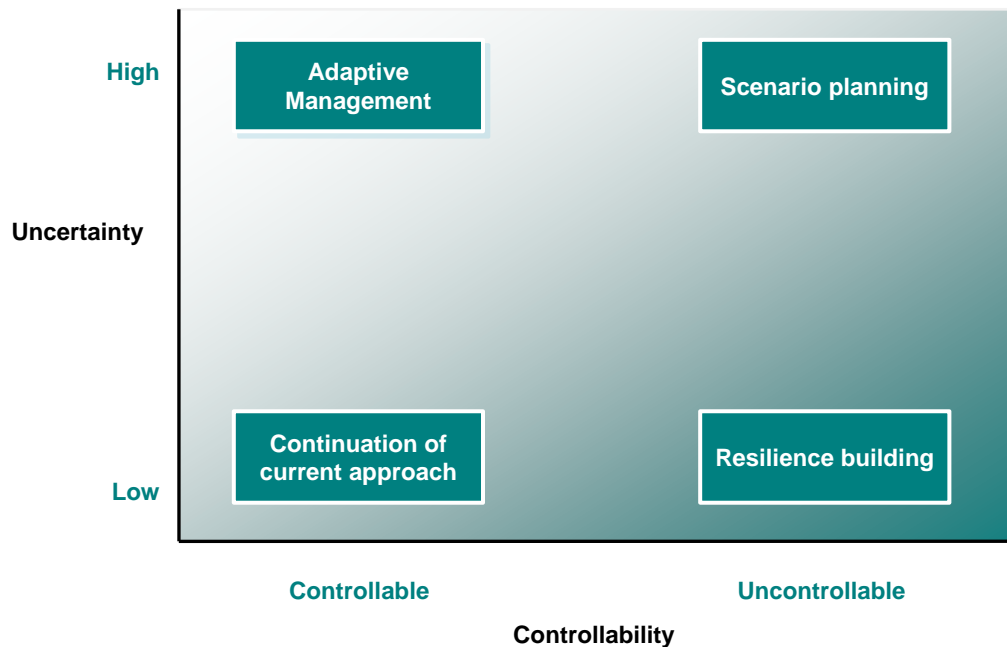 High
Adaptive
Management
Scenario planning
Uncertainty
Continuation of
current approach
Resilience building
Low
Controllable
Uncontrollable
Controllability